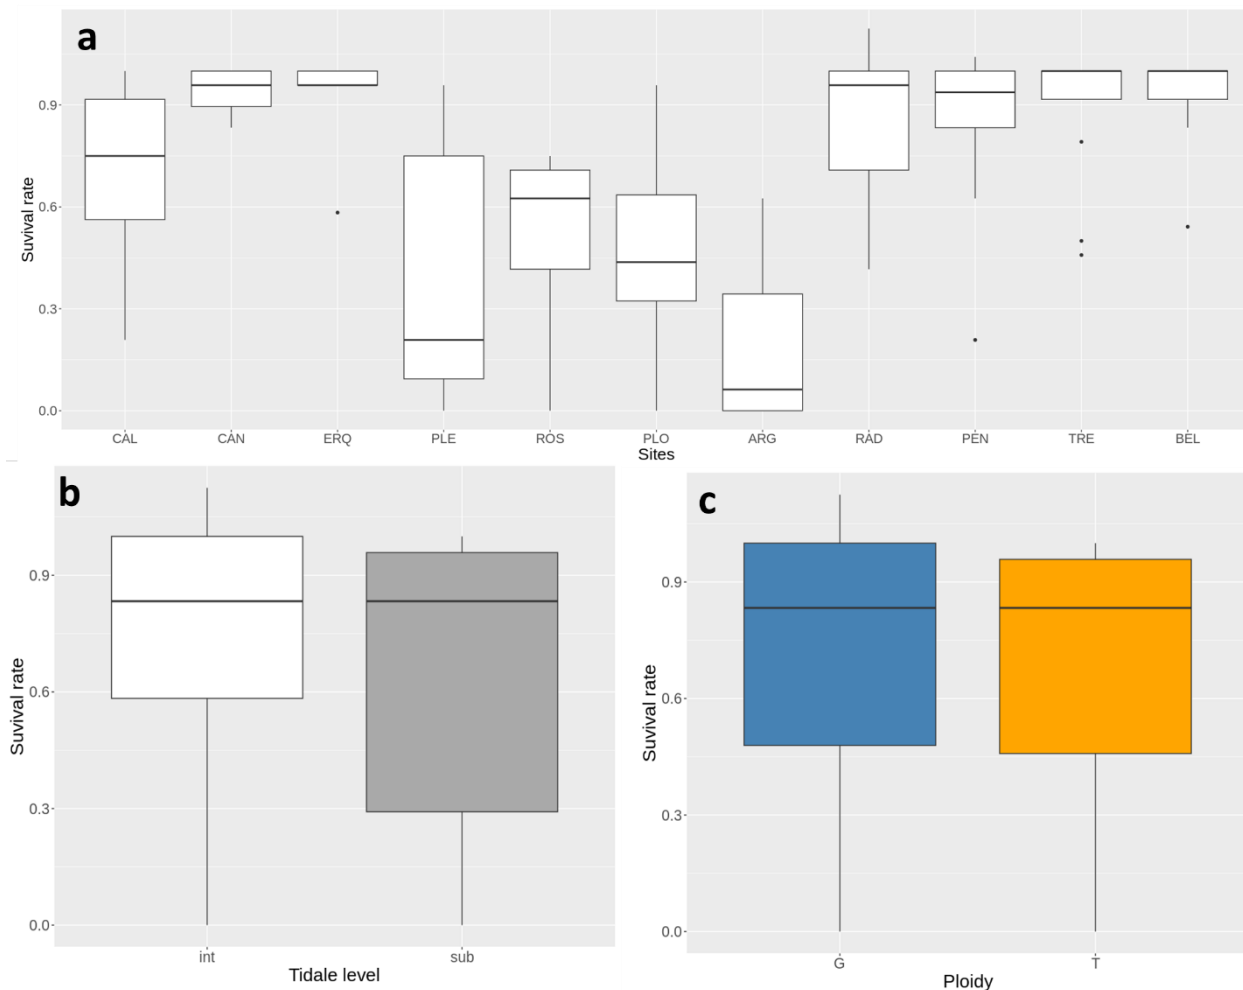 a
Suvival rate
0.9
0.6
0.3
0.0
CAL CAN ERQ PLE ROS PLO ARG RAD PEN TRE BEL
Sites
b
Suvival rate
0.9
0.6
0.3
0.0
int sub
Tidale level
c
Suvival rate
0.9
0.6
0.3
0.0
G T
Ploidy